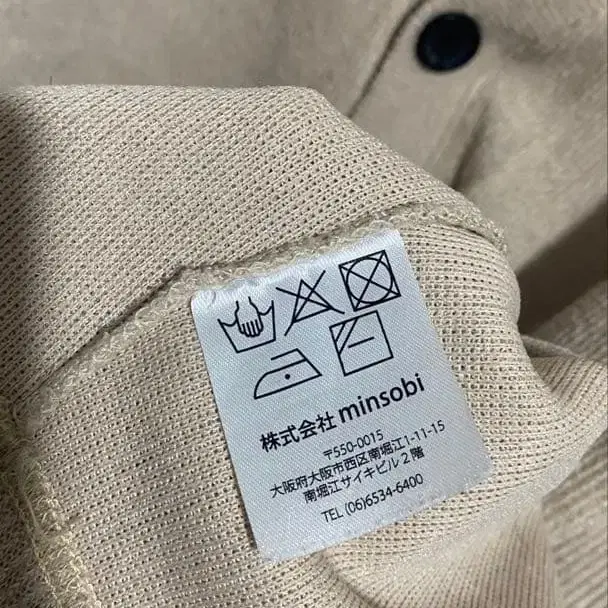 株式会社 minsobi
〒550-0015
大阪府大阪市西区南堀江1-11-15
南堀江サイキビル2階
TEL (06)6534-6400